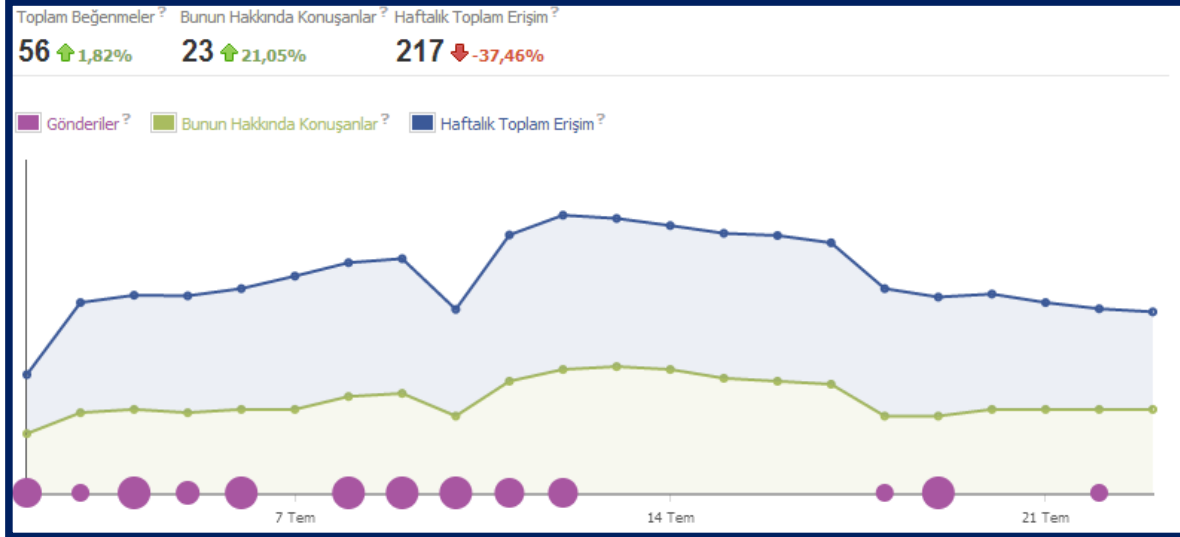 Toplam Beğenmeler? Bunun Hakkında Konuşanlar? Haftalık Toplam Erişim?
56 1,82% 23 21,05% 217 -37,46%
Gönderiler? Bunun Hakkında Konuşanlar? Haftalık Toplam Erişim?
7 Tem 14 Tem 21 Tem